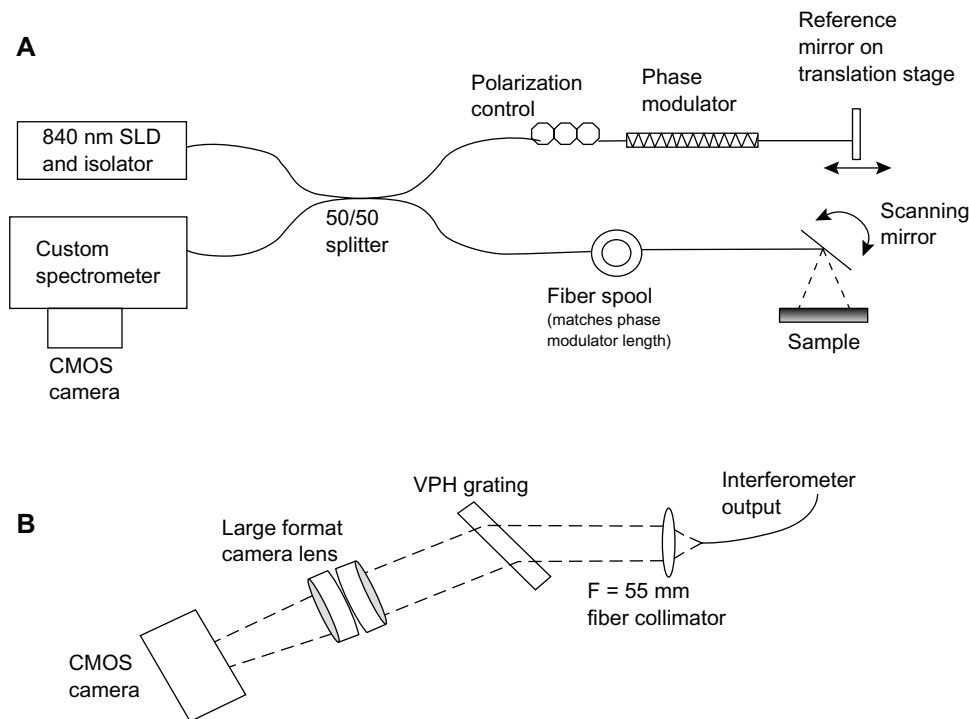 A
840 nm SLD
and isolator
Custom
spectrometer
CMOS
camera
50/50
splitter
Polarization
control
Phase
modulator
Reference
mirror on
translation stage
Fiber spool
(matches phase
modulator length)
Scanning
mirror
Sample
B
CMOS
camera
Large format
camera lens
VPH grating
F = 55 mm
fiber collimator
Interferometer
output